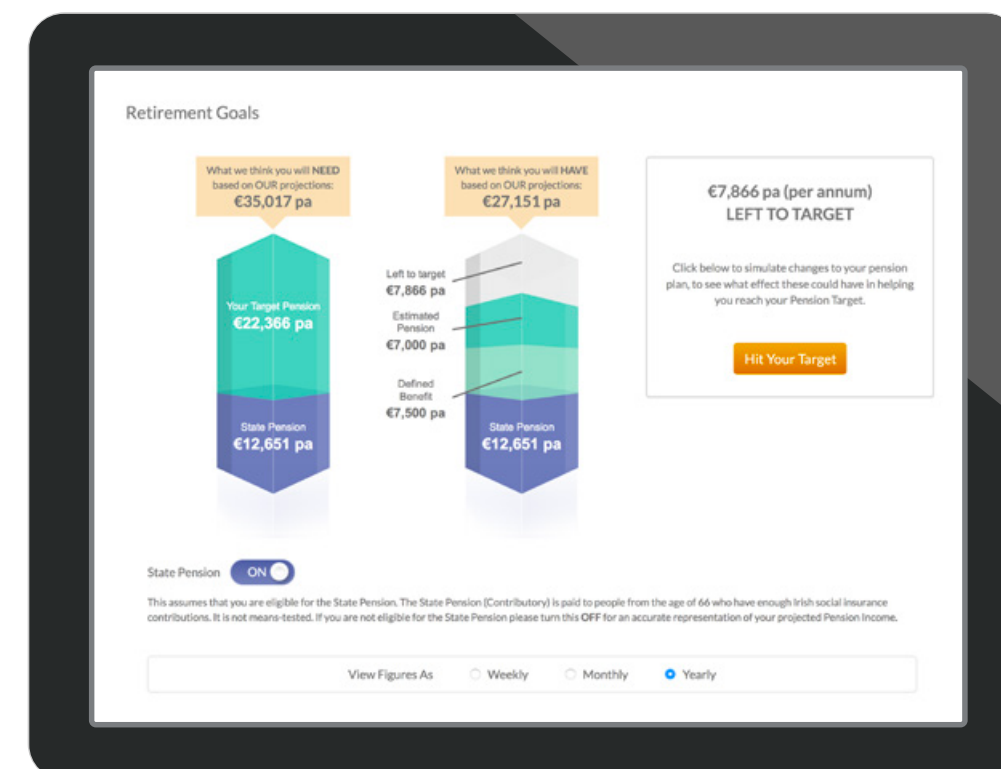 Retirement Goals
What we think you will NEED
based on OUR projections:
€35,017 pa
What we think you will HAVE
based on OUR projections:
€27,151 pa
€7,866 pa (per annum)
LEFT TO TARGET
Click below to simulate changes to your pension
plan, to see what effect these could have in helping
you reach your Pension Target.
Hit Your Target
Your Target Pension
€22,366 pa
State Pension
€12,651 pa
Left to target
€7,866 pa
Estimated
Pension
€7,000 pa
Defined
Benefit
€7,500 pa
State Pension
€12,651 pa
State Pension ON
This assumes that you are eligible for the State Pension. The State Pension (Contributory) is paid to people from the age of 66 who have enough Irish social insurance
contributions. It is not means-tested. If you are not eligible for the State Pension please turn this OFF for an accurate representation of your projected Pension Income.
View Figures As Weekly Monthly Yearly